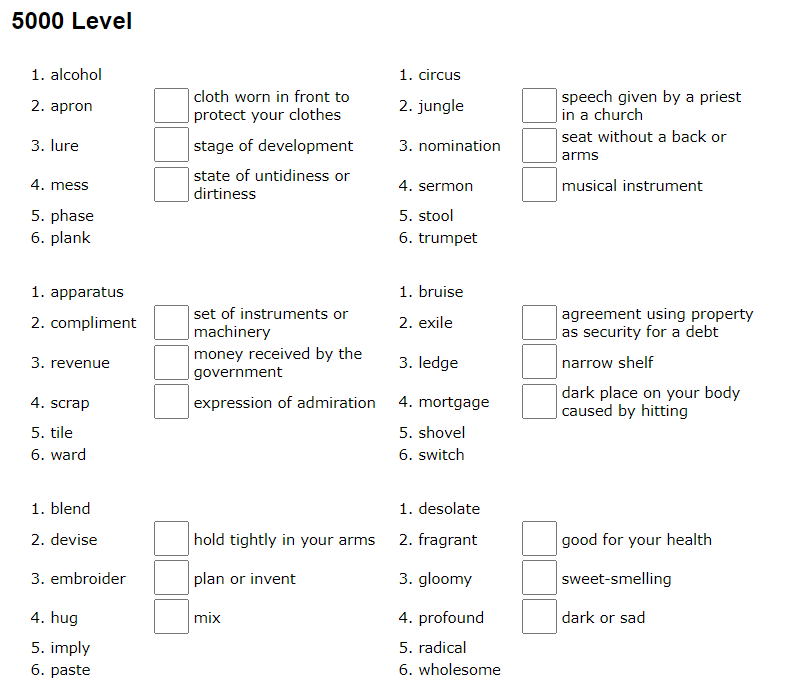 5000 Level
1. alcohol
2. apron
cloth worn in front to
protect your clothes
3. lure
stage of development
4. mess
state of untidiness or
dirtiness
5. phase
6. plank
1. circus
2. jungle
speech given by a priest
in a church
3. nomination
seat without a back or
arms
4. sermon
musical instrument
5. stool
6. trumpet
1. apparatus
2. compliment
set of instruments or
machinery
3. revenue
money received by the
government
4. scrap
expression of admiration
5. tile
6. ward
1. bruise
2. exile
agreement using property
as security for a debt
3. ledge
narrow shelf
4. mortgage
dark place on your body
caused by hitting
5. shovel
6. switch
1. blend
2. devise
hold tightly in your arms
3. embroider
plan or invent
4. hug
mix
5. imply
6. paste
1. desolate
2. fragrant
good for your health
3. gloomy
sweet-smelling
4. profound
dark or sad
5. radical
6. wholesome